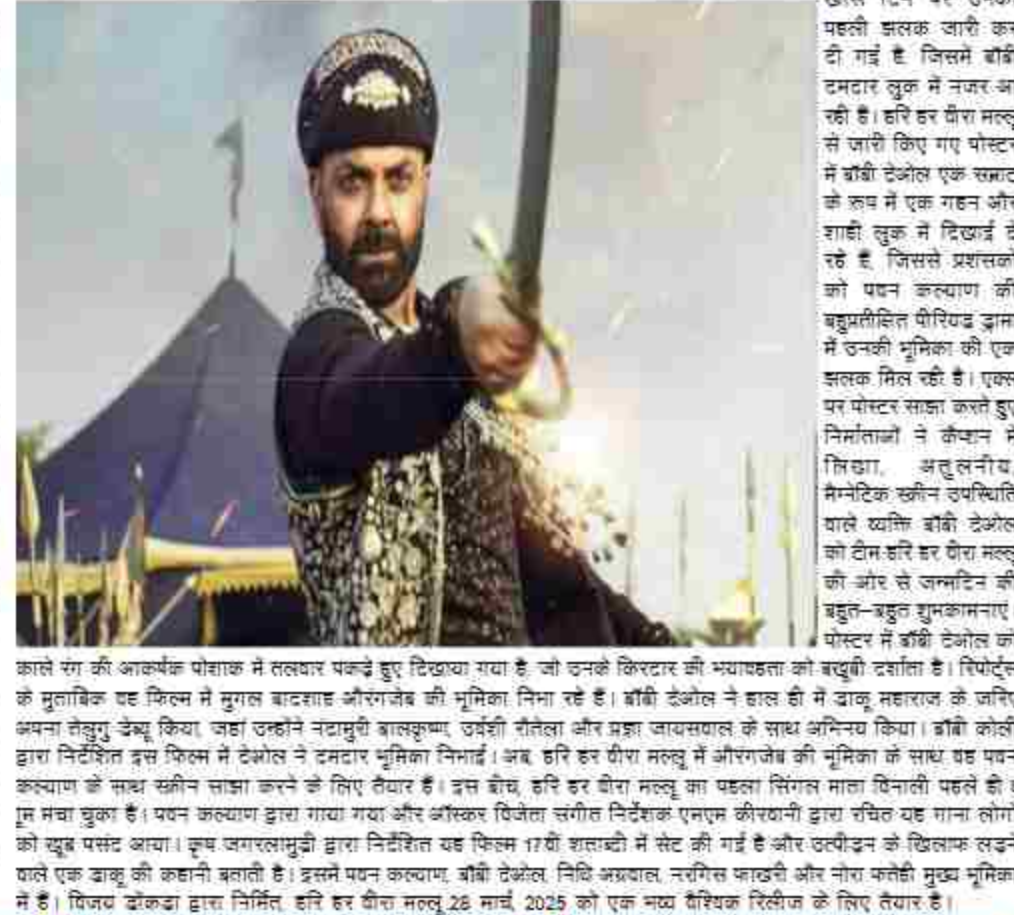 पहली झलक जारी कर
दी गई है, जिसमें बॉबी
दमदार लुक में नजर आ
रही हैं। हरि हर वीरा मल्लू
से जारी किए गए पोस्टर
में बॉबी देओल एक सम्राट
के रूप में एक गहन और
शाही लुक में दिखाई दे
रहे हैं, जिससे प्रशंसकों
को पवन कल्याण की
बहुप्रतीक्षित पीरियड ड्रामा
में उनकी भूमिका की एक
झलक मिल रही है। एक्स
पर पोस्टर साझा करते हुए
निर्माताओं ने कैप्शन में
लिखा, अतुलनीय,
मैग्नेटिक स्क्रीन उपस्थिति
वाले व्यक्ति बॉबी देओल
को टीम हरि हर वीरा मल्लू
की ओर से जन्मदिन की
बहुत-बहुत शुभकामनाएं
पोस्टर में बॉबी देओल को
काले रंग की आकर्षक पोशाक में तलवार पकड़े हुए दिखाया गया है, जो उनके किरदार की भयावहता को बखूबी दर्शाता है। रिपोर्ट्स
के मुताबिक वह फिल्म में मुगल बादशाह औरंगजेब की भूमिका निभा रहे हैं। बॉबी देओल ने हाल ही में डाकू महाराज के जरिए
अपना तेलुगु डेब्यू किया, जहां उन्होंने नंदामुरी बालकृष्ण, उर्वशी रौतेला और प्रज्ञा जायसवाल के साथ अभिनय किया। बॉबी कोली
द्वारा निर्देशित इस फिल्म में देओल ने दमदार भूमिका निभाई। अब, हरि हर वीरा मल्लू में औरंगजेब की भूमिका के साथ वह पवन
कल्याण के साथ स्क्रीन साझा करने के लिए तैयार हैं। इस बीच, हरि हर वीरा मल्लू का पहला सिंगल माता विनाली पहले ही
मचा चुका है। पवन कल्याण द्वारा गाया गया और ऑस्कर विजेता संगीत निर्देशक एमएम कीरवानी द्वारा रचित यह गाना लोगों
को खूब पसंद आया। कृष जगरलामुदी द्वारा निर्देशित यह फिल्म 17वीं शताब्दी में सेट की गई है और उत्पीड़न के खिलाफ लड़ने
वाले एक डाकू की कहानी बताती है। इसमें पवन कल्याण, बॉबी देओल, निधि अग्रवाल, नरगिस फाखरी और नोरा फतेही मुख्य भूमिका
में हैं। विजय डोंकडा द्वारा निर्मित, हरि हर वीरा मल्लू 28 मार्च, 2025 को एक भव्य वैश्विक रिलीज के लिए तैयार है।